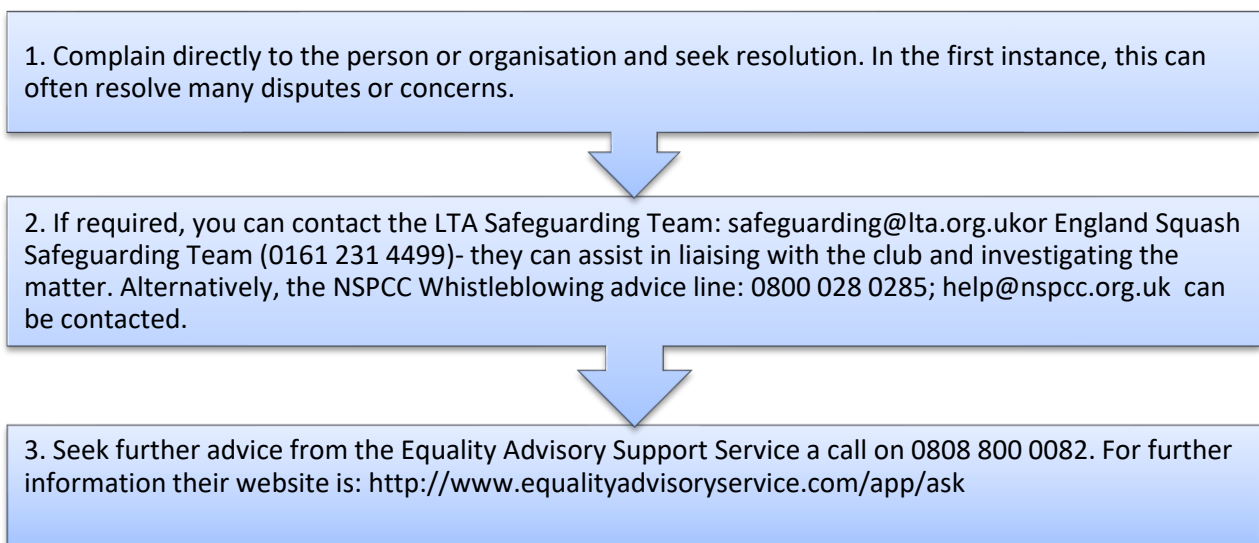 1. Complain directly to the person or organisation and seek resolution. In the first instance, this can
often resolve many disputes or concerns.
2. If required, you can contact the LTA Safeguarding Team: safeguarding@lta.org.ukor England Squash
Safeguarding Team (0161 231 4499)- they can assist in liaising with the club and investigating the
matter. Alternatively, the NSPCC Whistleblowing advice line: 0800 028 0285; help@nspcc.org.uk  can
be contacted.
3. Seek further advice from the Equality Advisory Support Service a call on 0808 800 0082. For further
information their website is: http://www.equalityadvisoryservice.com/app/ask